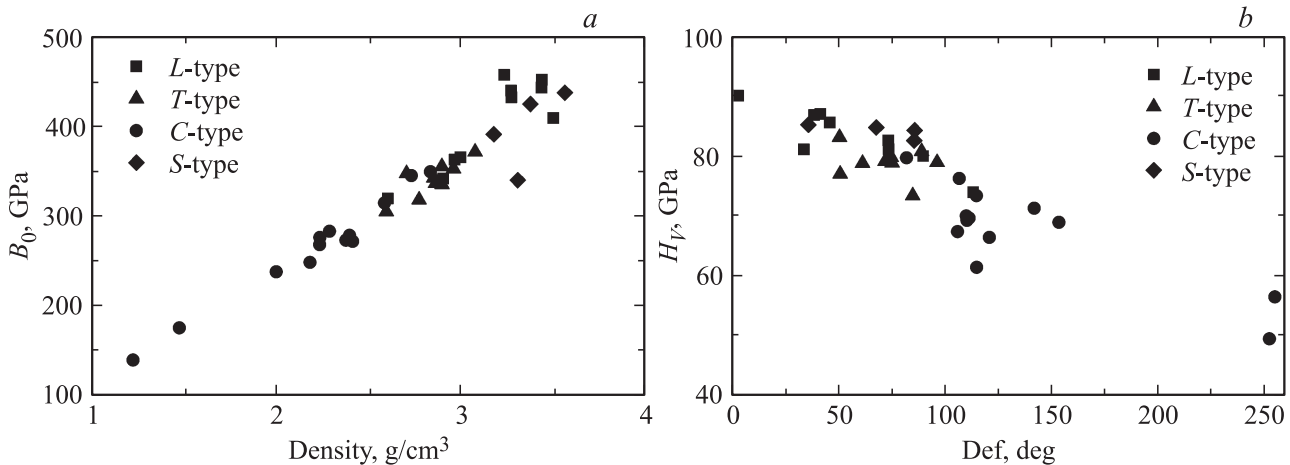 a
500
400
300
200
100
B0, GPa
L-type
T-type
C-type
S-type
1
2
3
4
Density, g/cm³
b
100
80
60
40
HV, GPa
L-type
T-type
C-type
S-type
0
50
100
150
200
250
Def, deg